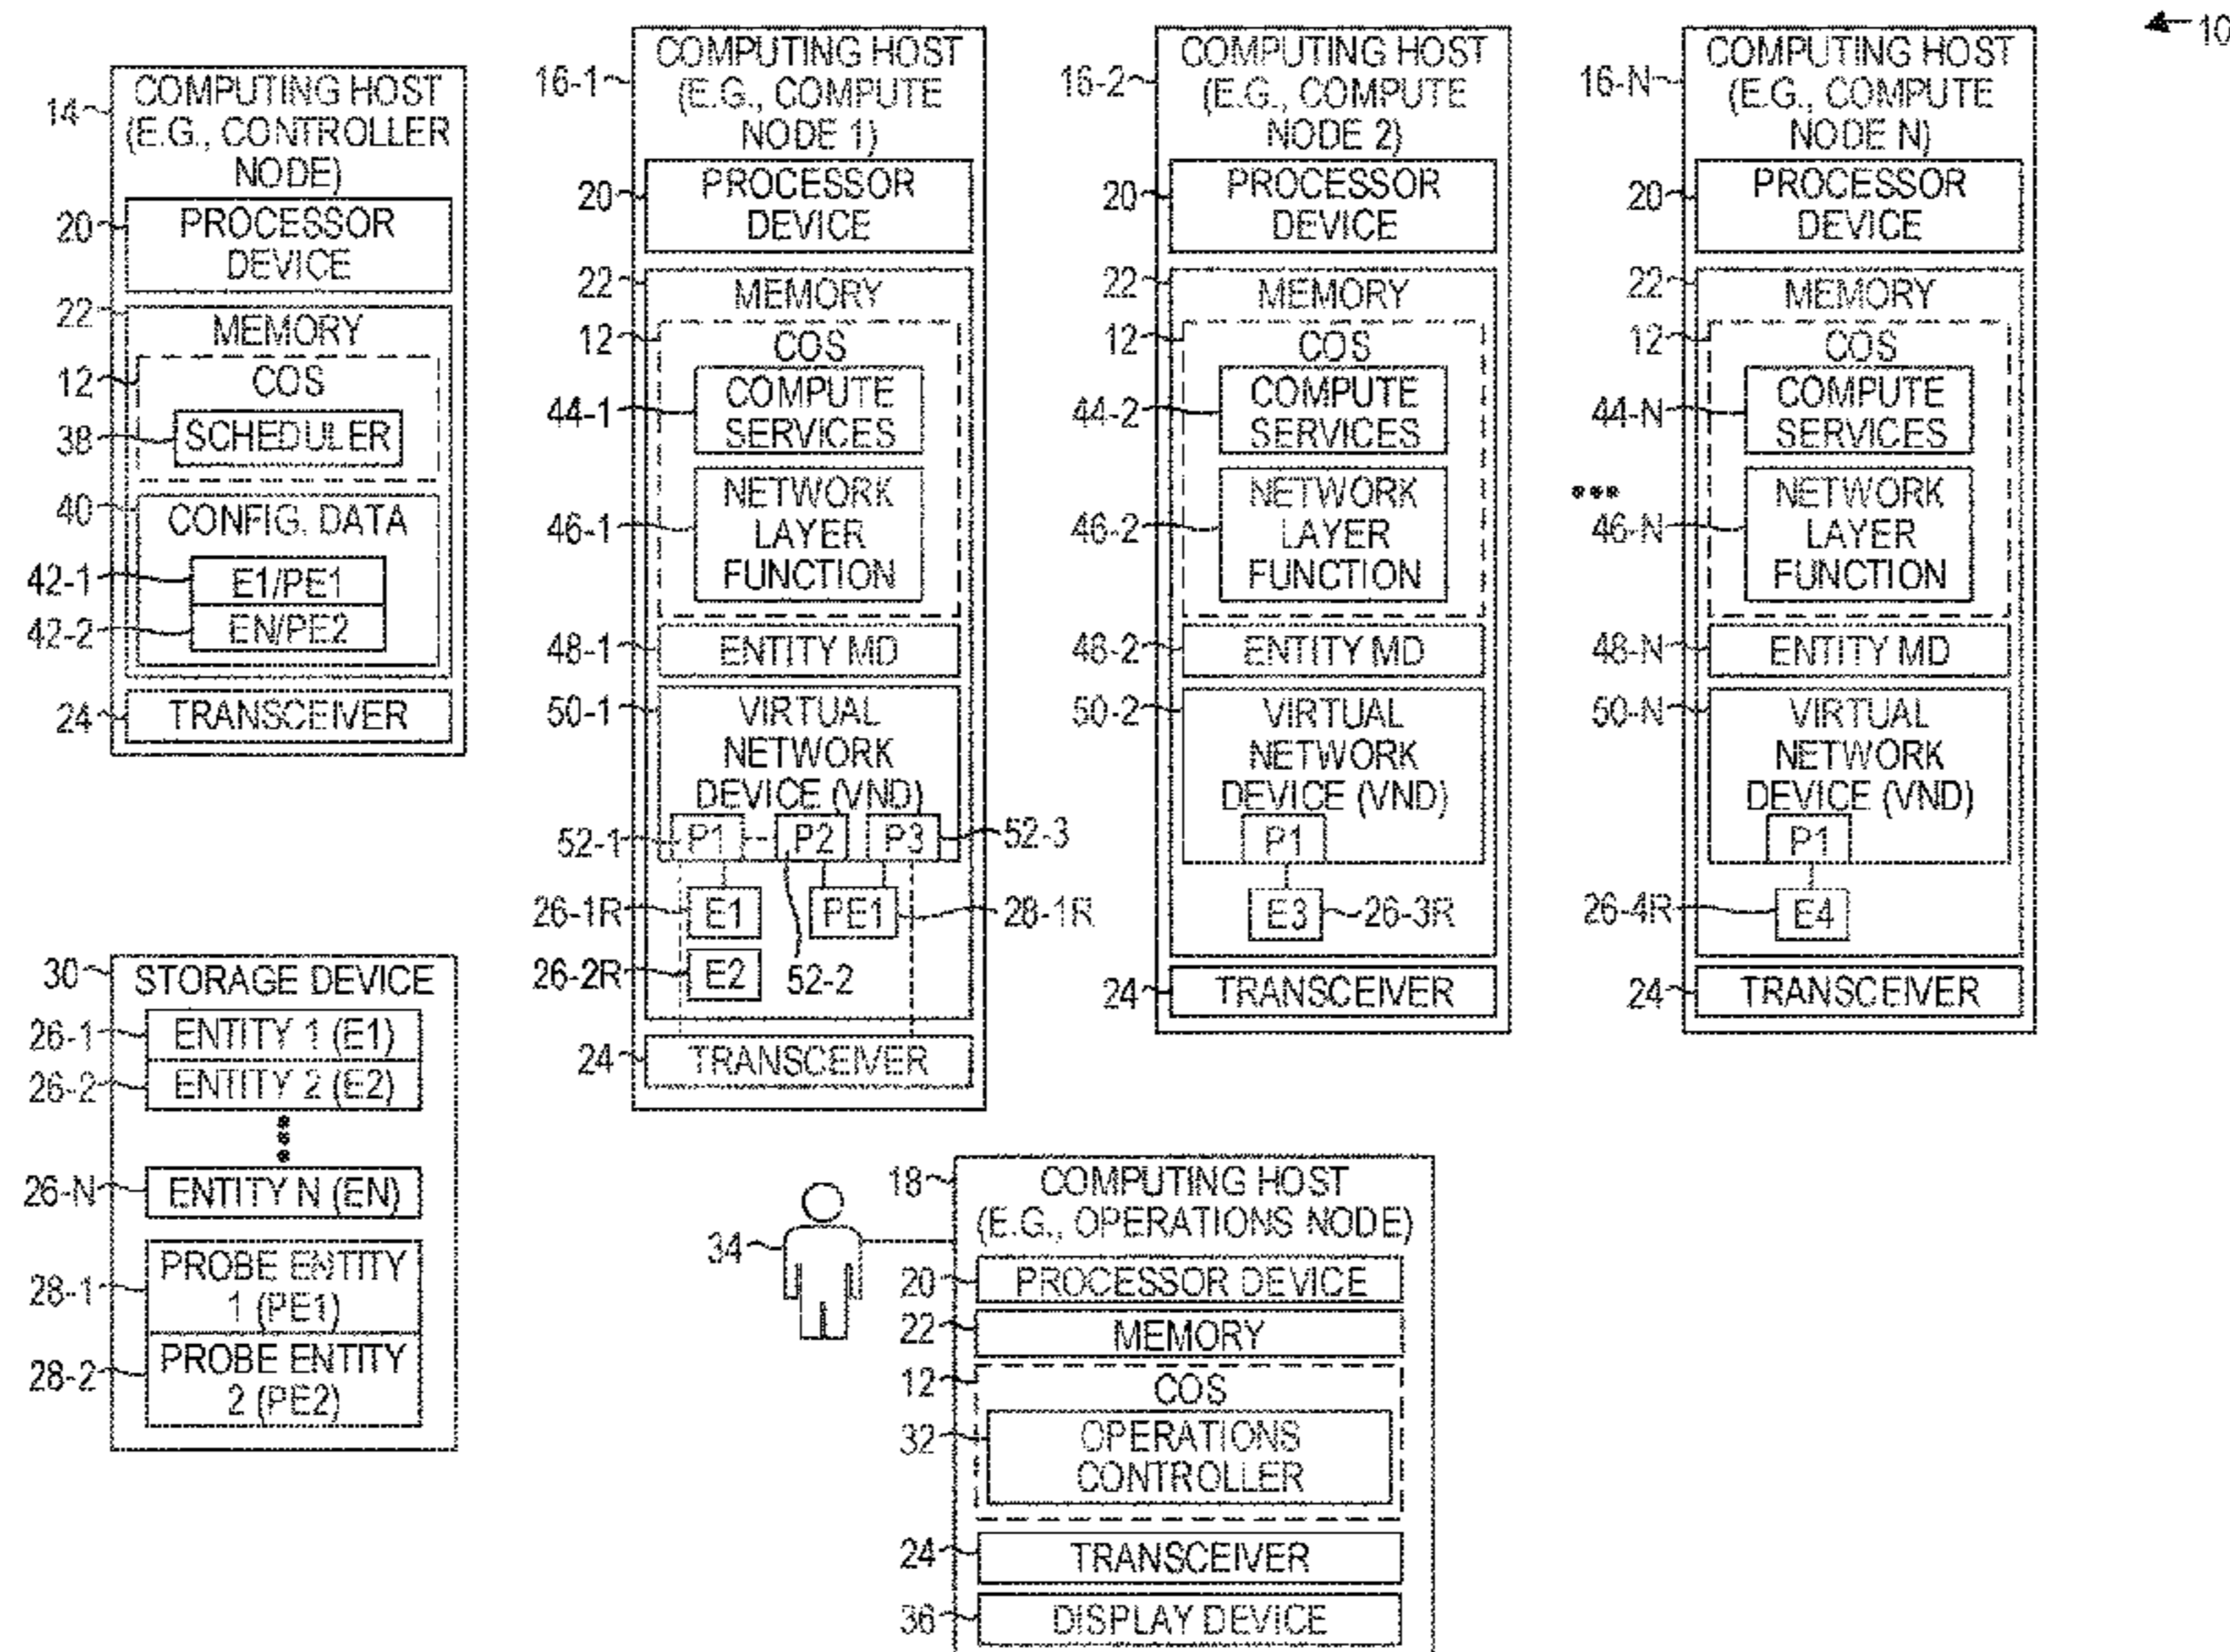 10
14
COMPUTING HOST
(E.G., CONTROLLER
NODE)
20
PROCESSOR
DEVICE
22
MEMORY
12
COS
38
SCHEDULER
40
CONFIG. DATA
42-1
E1/PE1
42-2
EN/PE2
24
TRANSCEIVER
16-1
COMPUTING HOST
(E.G., COMPUTE
NODE 1)
20
PROCESSOR
DEVICE
22
MEMORY
12
COS
44-1
COMPUTE
SERVICES
46-1
NETWORK
LAYER
FUNCTION
48-1
ENTITY MD
50-1
VIRTUAL
NETWORK
DEVICE (VND)
52-1
P1
P2
P3
52-3
26-1R
E1
PE1
28-1R
26-2R
E2
52-2
24
TRANSCEIVER
16-2
COMPUTING HOST
(E.G., COMPUTE
NODE 2)
20
PROCESSOR
DEVICE
22
MEMORY
12
COS
44-2
COMPUTE
SERVICES
46-2
NETWORK
LAYER
FUNCTION
48-2
ENTITY MD
50-2
VIRTUAL
NETWORK
DEVICE (VND)
P1
E3
26-3R
24
TRANSCEIVER
16-N
COMPUTING HOST
(E.G., COMPUTE
NODE N)
20
PROCESSOR
DEVICE
22
MEMORY
12
COS
44-N
COMPUTE
SERVICES
46-N
NETWORK
LAYER
FUNCTION
48-N
ENTITY MD
50-N
VIRTUAL
NETWORK
DEVICE (VND)
P1
26-4R
E4
24
TRANSCEIVER
30
STORAGE DEVICE
26-1
ENTITY 1 (E1)
26-2
ENTITY 2 (E2)
26-N
ENTITY N (EN)
28-1
PROBE ENTITY
1 (PE1)
28-2
PROBE ENTITY
2 (PE2)
34
18
COMPUTING HOST
(E.G., OPERATIONS NODE)
20
PROCESSOR DEVICE
22
MEMORY
12
COS
32
OPERATIONS
CONTROLLER
24
TRANSCEIVER
36
DISPLAY DEVICE